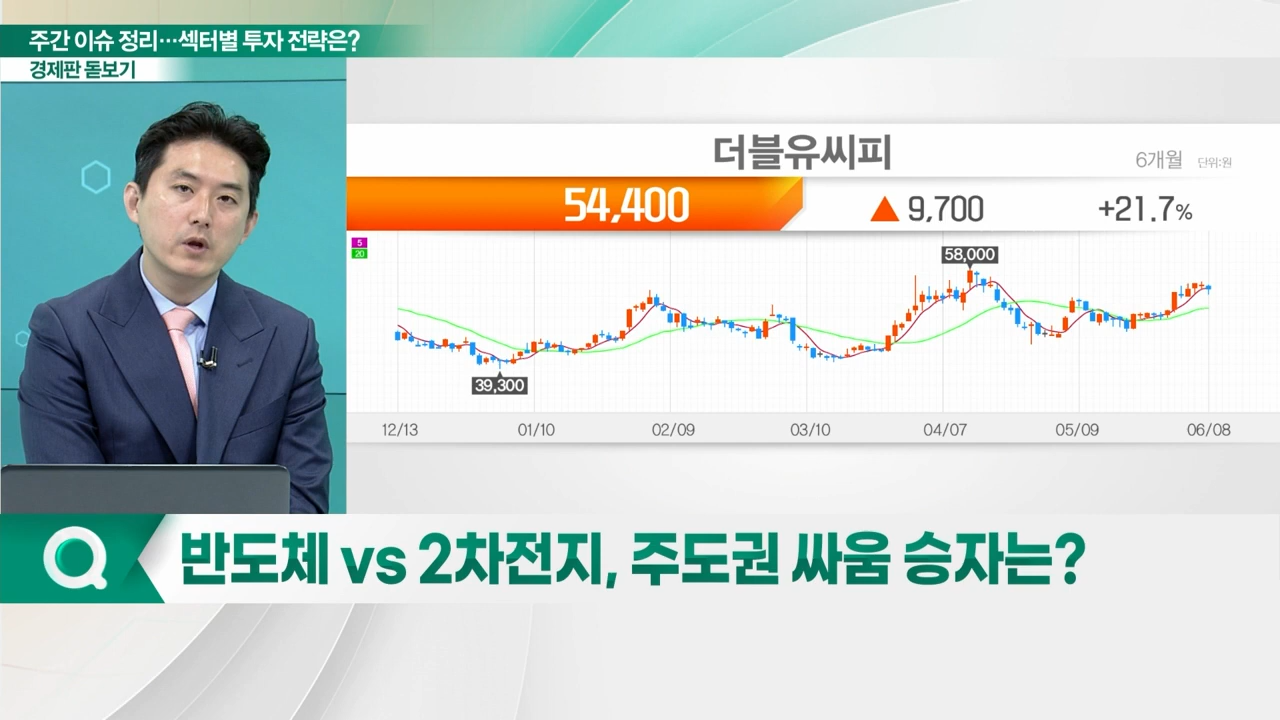 주간 이슈 정리…섹터별 투자 전략은?
경제판 돋보기
더블유씨피
6개월 단위:원
54,400 ▲ 9,700 +21.7%
5
20
58,000
39,300
12/13 01/10 02/09 03/10 04/07 05/09 06/08
Q 반도체 vs 2차전지, 주도권 싸움 승자는?